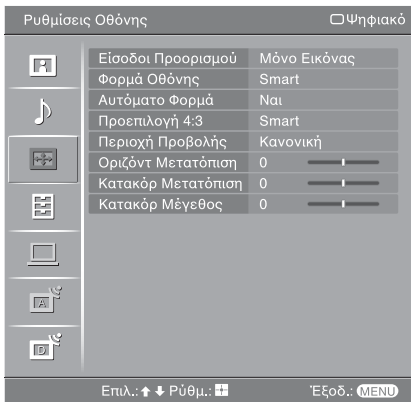 Ρυθμίσεις Οθόνης Ψηφιακό
Είσοδοι Προορισμού Μόνο Εικόνας
Φορμά Οθόνης Smart
Αυτόματο Φορμά Ναι
Προεπιλογή 4:3 Smart
Περιοχή Προβολής Κανονική
Οριζόντ Μετατόπιση 0
Κατακόρ Μετατόπιση 0
Κατακόρ Μέγεθος 0
A
D
Επιλ.: Ρύθμ.: Έξοδ.: MENU